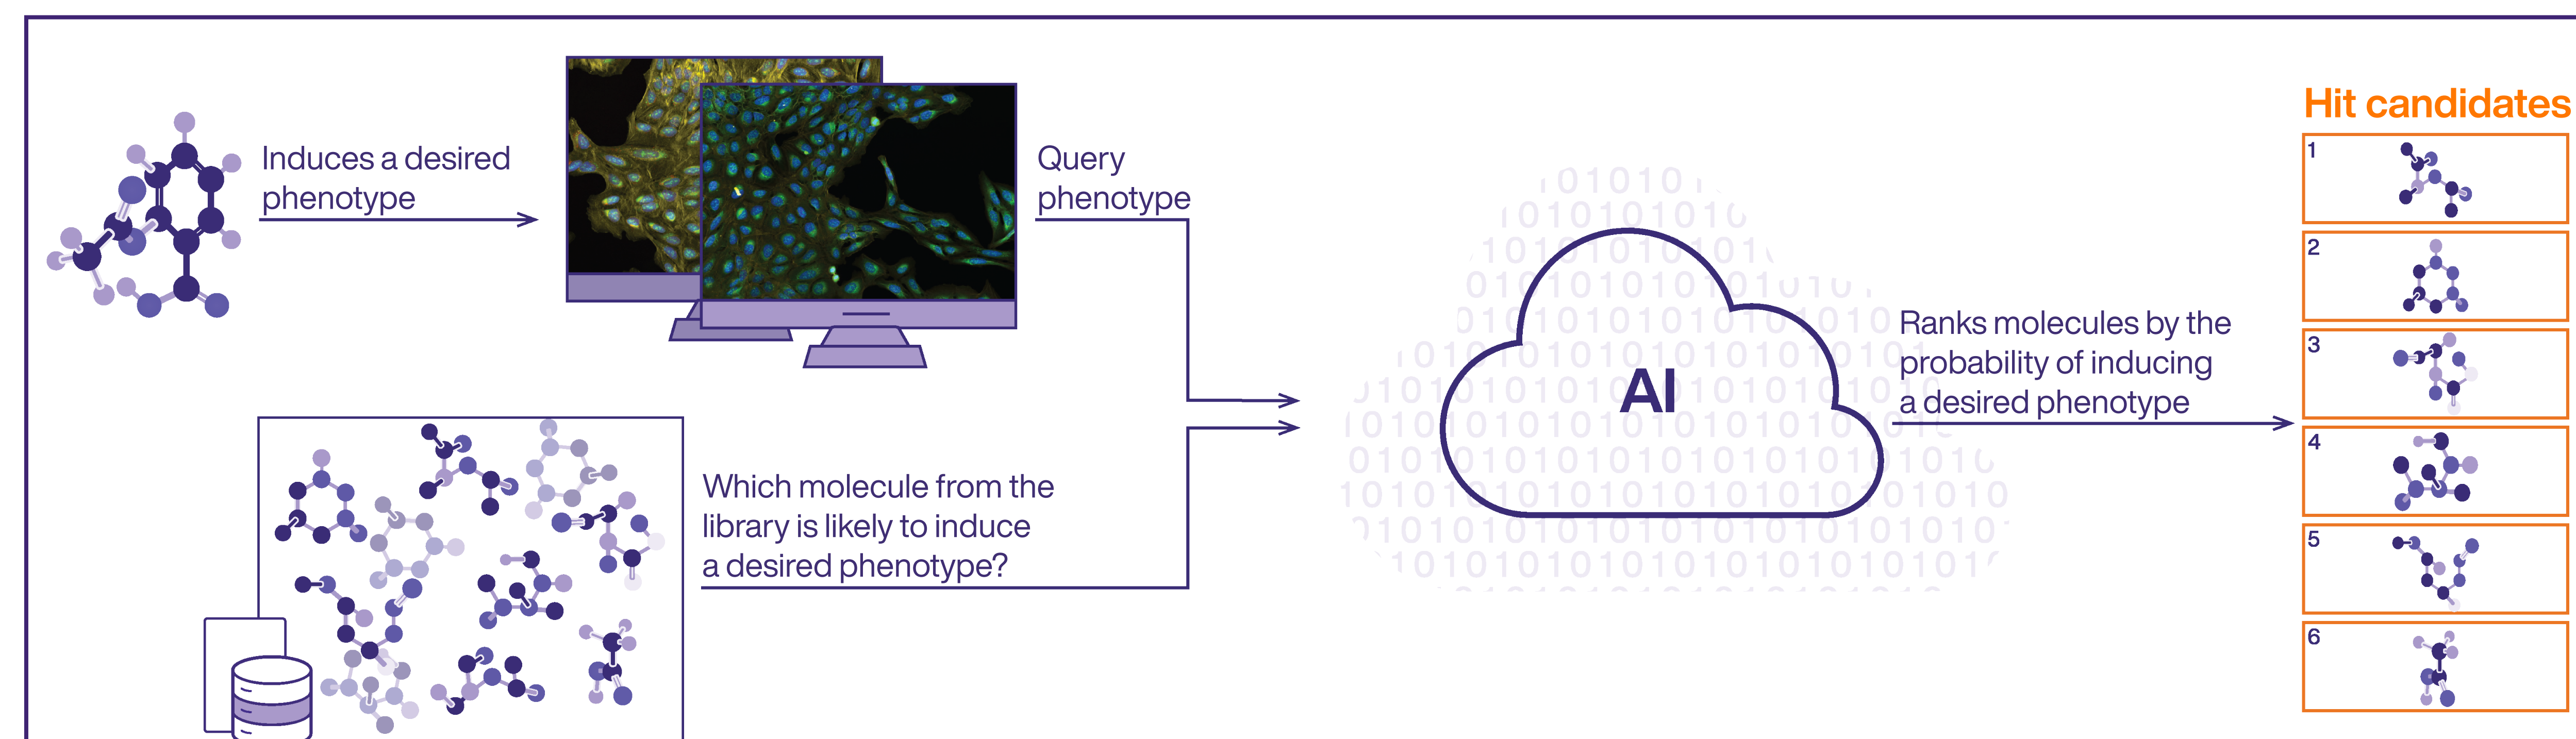 Induces a desired
phenotype
Query
phenotype
Which molecule from the
library is likely to induce
a desired phenotype?
AI
Ranks molecules by the
probability of inducing
a desired phenotype
Hit candidates
1
2
3
4
5
6